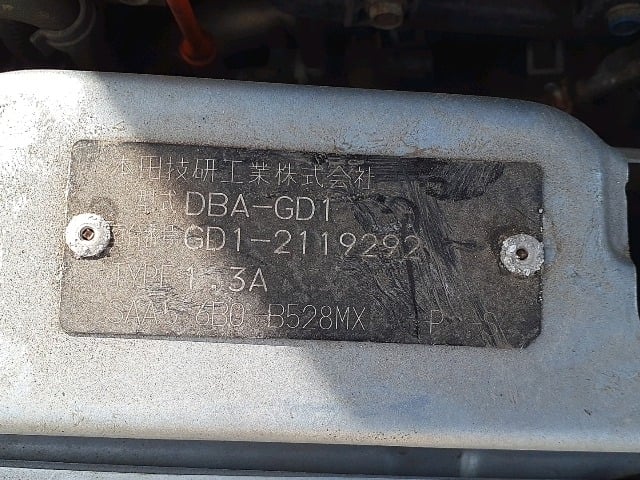 本田技研工業株式会社
型式 DBA-GD1
GD1-2119292
TYPE 1.3A
B528MX P